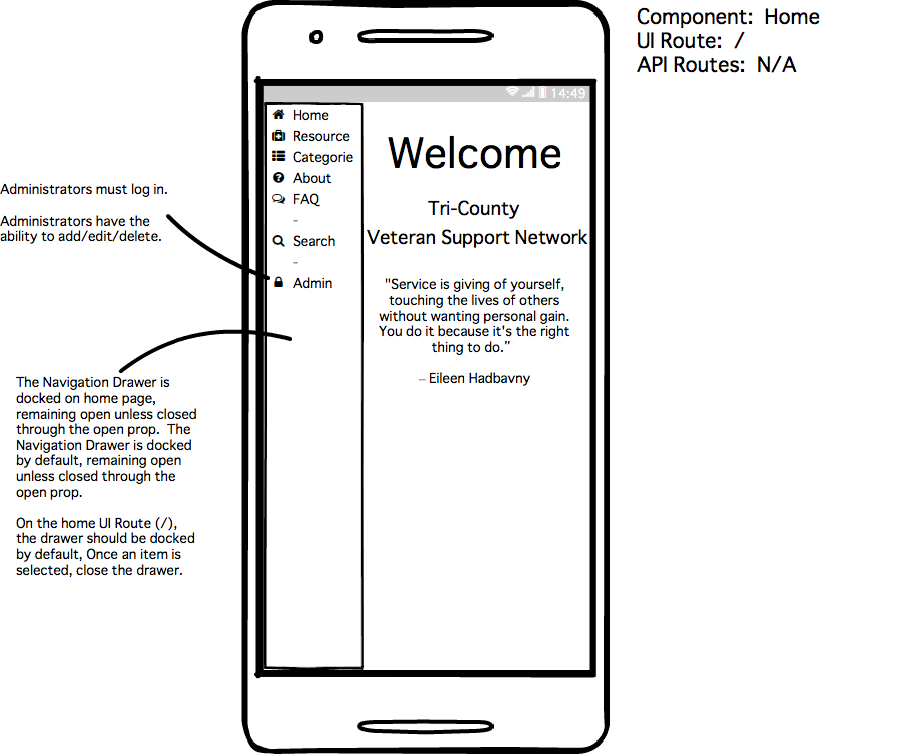 Component:  Home
UI Route:  /
API Routes:  N/A
14:49
Home
Resource
Categorie
About
FAQ
–
Search
–
Admin
Welcome
Tri-County
Veteran Support Network
"Service is giving of yourself,
touching the lives of others
without wanting personal gain.
You do it because it's the right
thing to do.”
– Eileen Hadbavny
Administrators must log in.
Administrators have the
ability to add/edit/delete.
The Navigation Drawer is
docked on home page,
remaining open unless closed
through the open prop.  The
Navigation Drawer is docked
by default, remaining open
unless closed through the
open prop.
On the home UI Route (/),
the drawer should be docked
by default, Once an item is
selected, close the drawer.